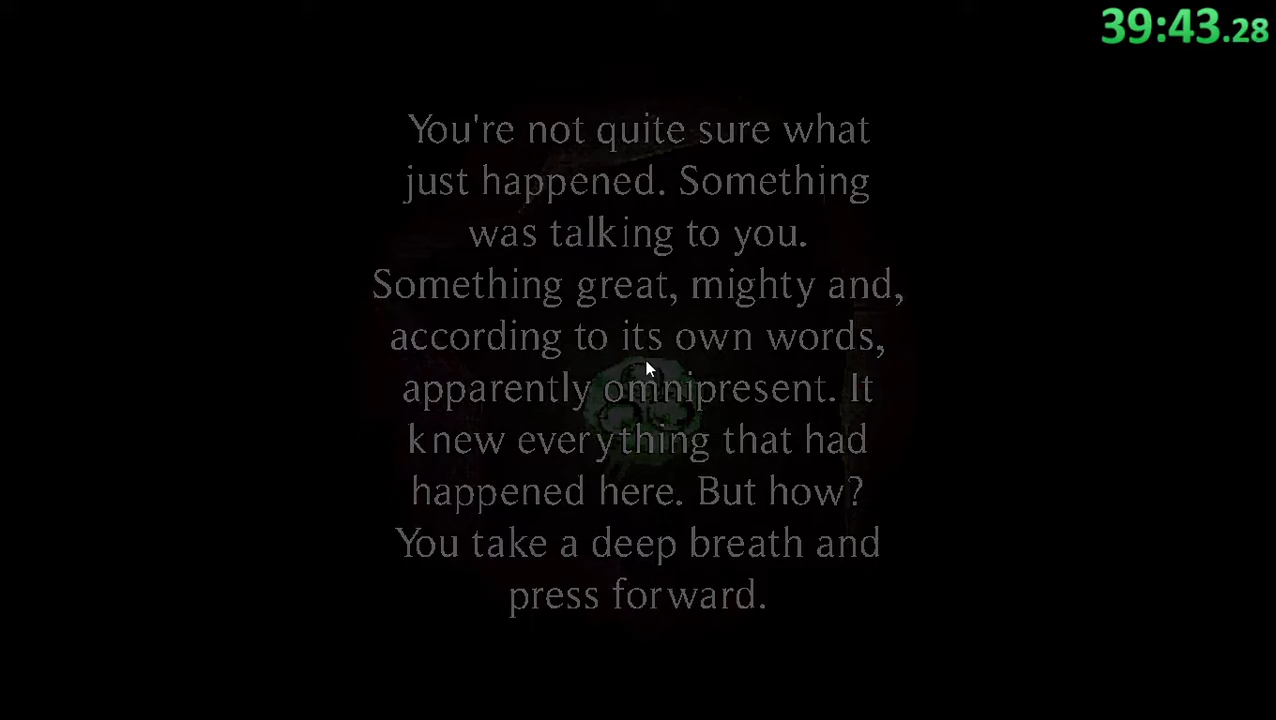 39:43.28
You're not quite sure what
just happened. Something
was talking to you.
Something great, mighty and,
according to its own words,
apparently omnipresent. It
knew everything that had
happened here. But how?
You take a deep breath and
press forward.